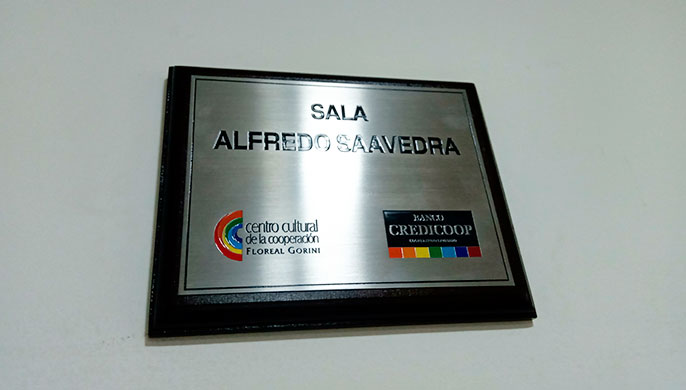 SALA
ALFREDO SAAVEDRA
centro cultural
de la cooperación
FLOREAL GORINI
BANCO
CREDICOOP